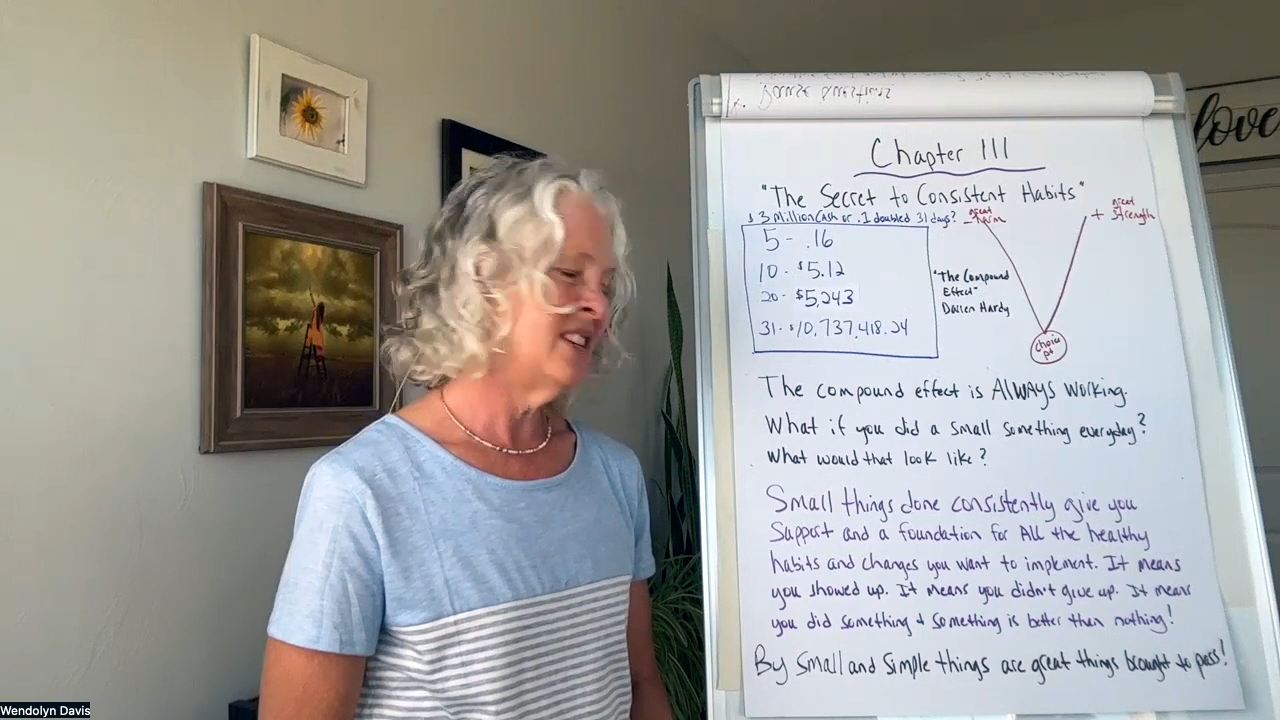 love
Chapter III
"The Secret to Consistent Habits"
$3 million cash or .1 doubled 31 days?
great
- harm
great
+ strength
5 - .16
10 - $5.12
20 - $5,243
31 - $10,737,418.24
"The Compound
Effect"
Darren Hardy
choice
pt
The compound effect is ALWAYS working.
What if you did a small something everyday?
What would that look like?
Small things done consistently give you
Support and a foundation for All the healthy
habits and changes you want to implement. It means
you showed up. It means you didn't give up. It means
you did something + something is better than nothing!
By small and simple things are great things brought to pass!
Wendolyn Davis